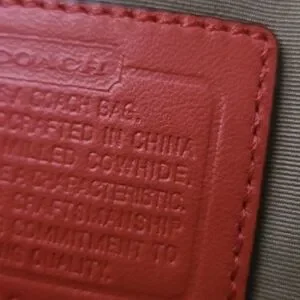 COACH
A COACH BAG.
CRAFTED IN CHINA
MILLED COWHIDE,
A CHARACTERISTIC.
CRAFTSMANSHIP
COMMITMENT TO
QUALITY.